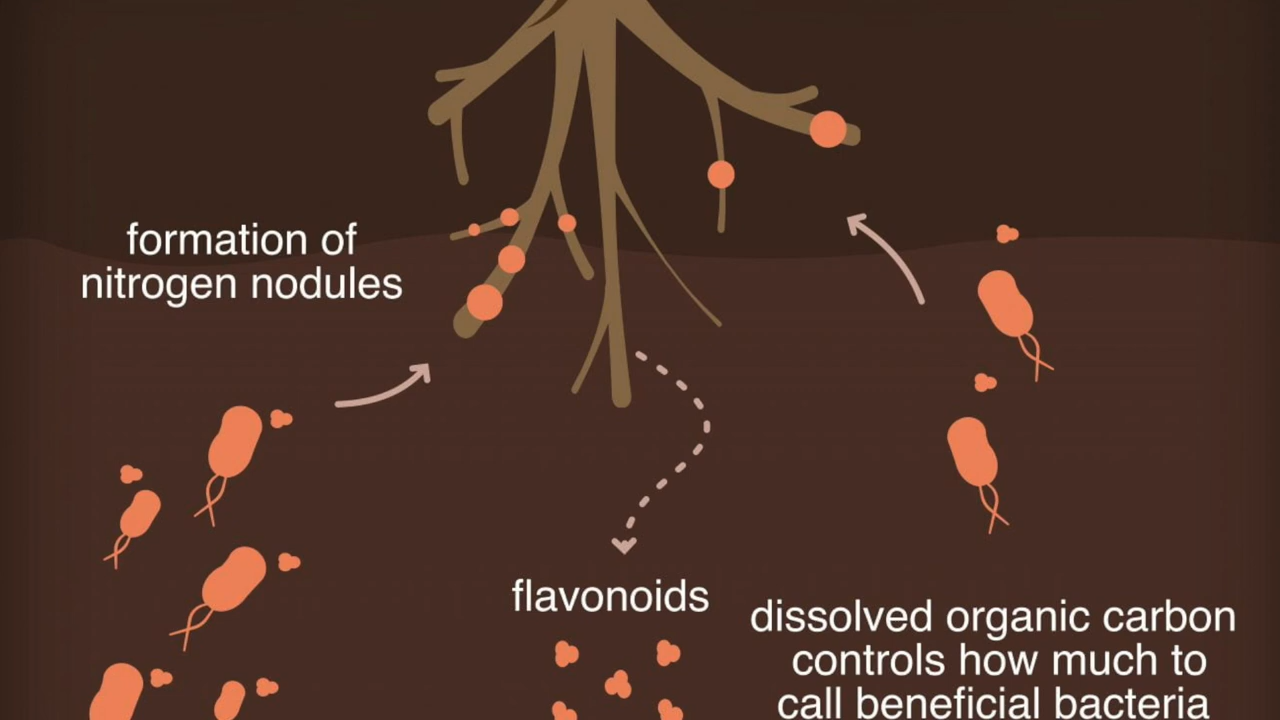 formation of
nitrogen nodules
flavonoids
dissolved organic carbon
controls how much to
call beneficial bacteria